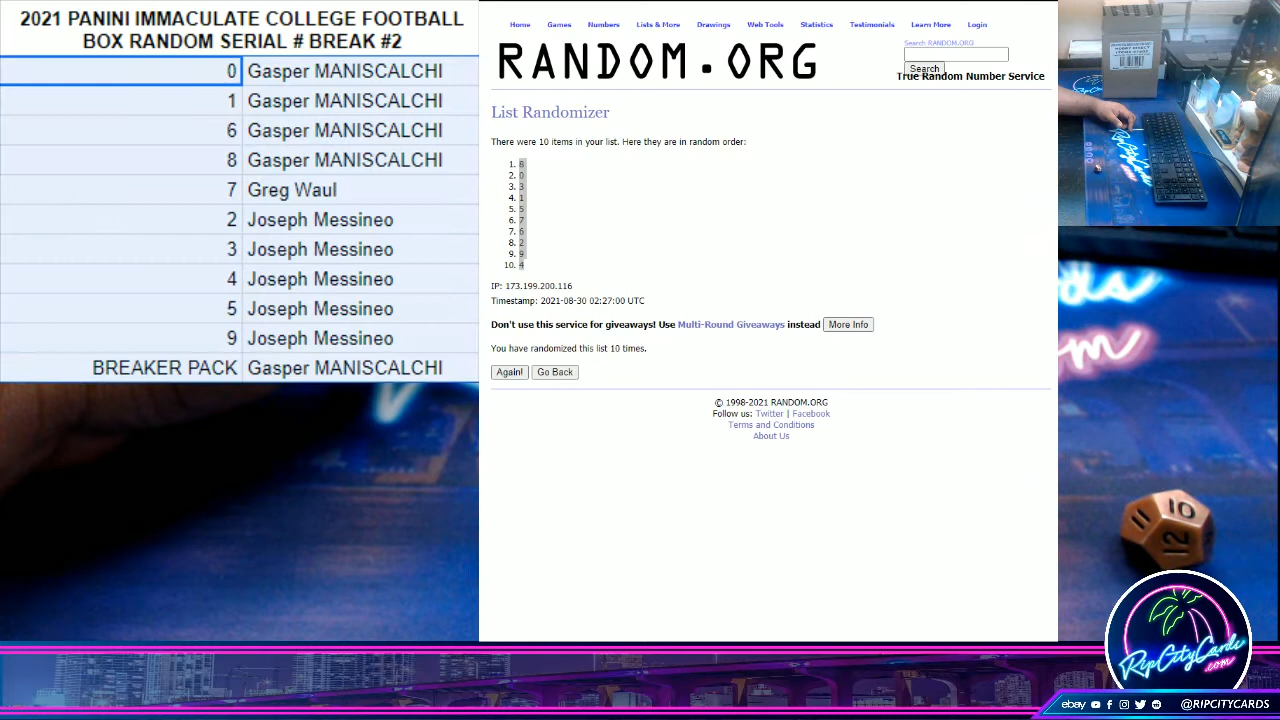 2021 PANINI IMMACULATE COLLEGE FOOTBALL
BOX RANDOM SERIAL # BREAK #2
0 Gasper MANISCALCHI
1 Gasper MANISCALCHI
6 Gasper MANISCALCHI
8 Gasper MANISCALCHI
7 Greg Waul
2 Joseph Messineo
3 Joseph Messineo
4 Joseph Messineo
5 Joseph Messineo
9 Joseph Messineo
BREAKER PACK Gasper MANISCALCHI
Home Games Numbers Lists & More Drawings Web Tools Statistics Testimonials Learn More Login
RANDOM.ORG
Search RANDOM.ORG
Search
True Random Number Service
List Randomizer
There were 10 items in your list. Here they are in random order:
1. 8
2. 0
3. 3
4. 1
5. 5
6. 7
7. 6
8. 2
9. 9
10. 4
IP: 173.199.200.116
Timestamp: 2021-08-30 02:27:00 UTC
Don't use this service for giveaways! Use Multi-Round Giveaways instead More Info
You have randomized this list 10 times.
Again! Go Back
© 1998-2021 RANDOM.ORG
Follow us: Twitter | Facebook
Terms and Conditions
About Us
11 10
12
RipCityCards
.com
ebay @RIPCITYCARDS